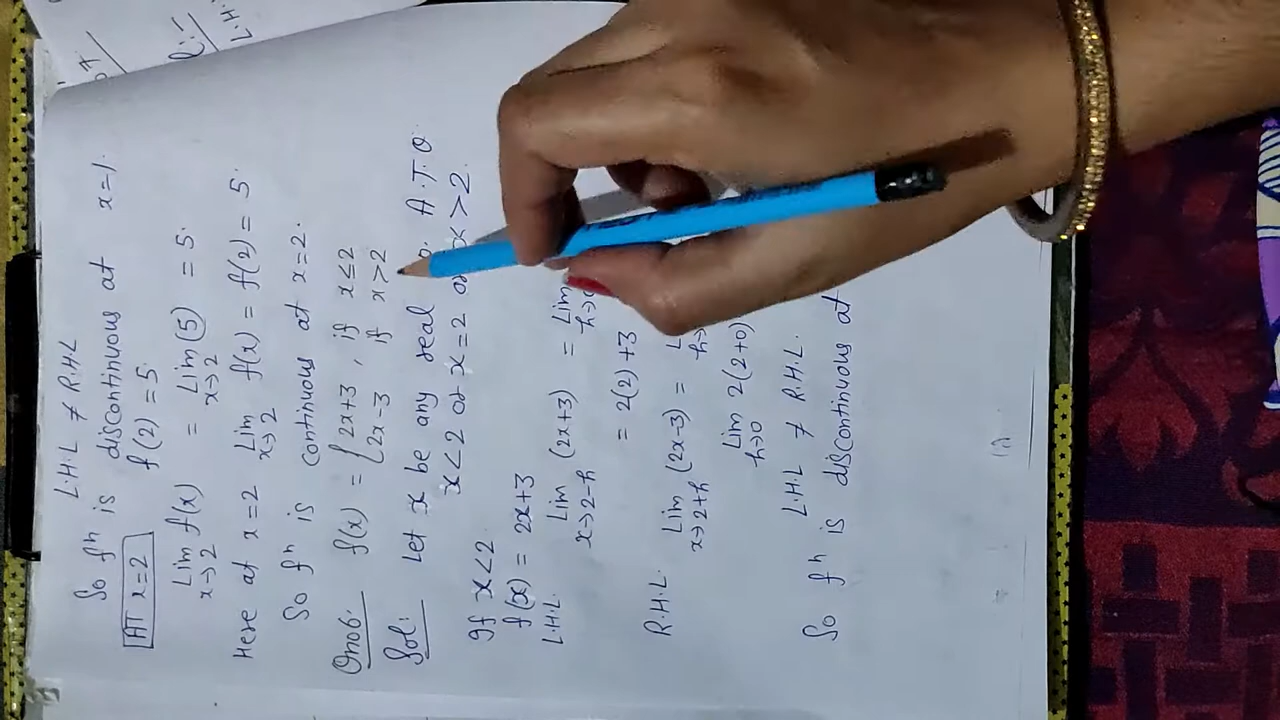 L.H.L ≠ R.H.L
So fⁿ is discontinuous at x=1.
AT x=2 f(2) = 5.
Lim x→2 f(x) = Lim x→2 (5) = 5.
Here at x=2 Lim x→2 f(x) = f(2) = 5.
So fⁿ is continuous at x=2.
Qno6. f(x) = { 2x+3 , if x≤2
2x-3 if x>2
Sol: Let x be any real A.T.Q.
x<2 or x=2 or x>2.
If x<2
f(x) = 2x+3
L.H.L. Lim x→2-h (2x+3) = Lim h→0
= 2(2)+3
R.H.L. Lim x→2+h (2x-3) =
Lim h→0 2(2+0)
L.H.L ≠ R.H.L.
So fⁿ is discontinuous at